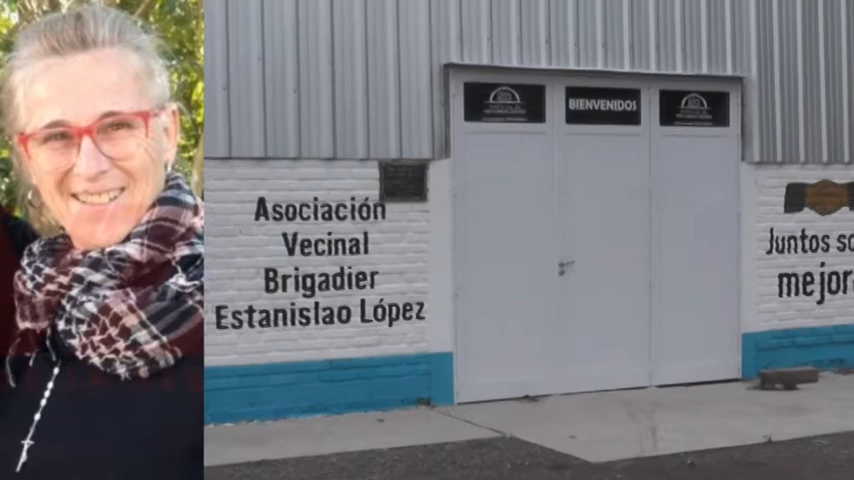 BIENVENIDOS
Asociación
Vecinal
Brigadier
Estanislao López
Juntos so
mejor